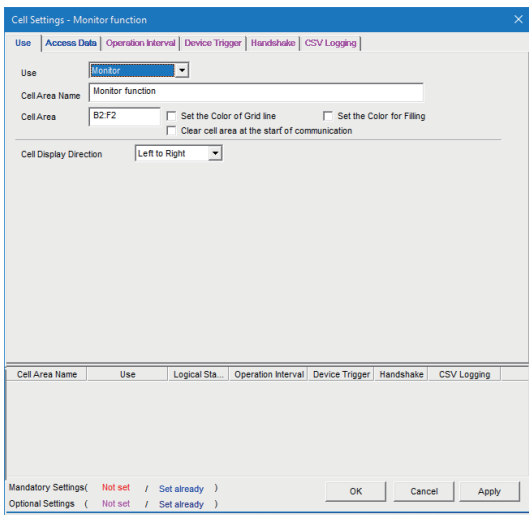 Cell Settings - Monitor function
Use Access Data Operation Interval Device Trigger Handshake CSV Logging
Use Monitor
Cell Area Name Monitor function
Cell Area B2:F2 Set the Color of Grid line Set the Color for Filling
Clear cell area at the start of communication
Cell Display Direction Left to Right
Cell Area Name Use Logical Sta... Operation Interval Device Trigger Handshake CSV Logging
Mandatory Settings( Not set / Set already ) OK Cancel Apply
Optional Settings ( Not set / Set already )